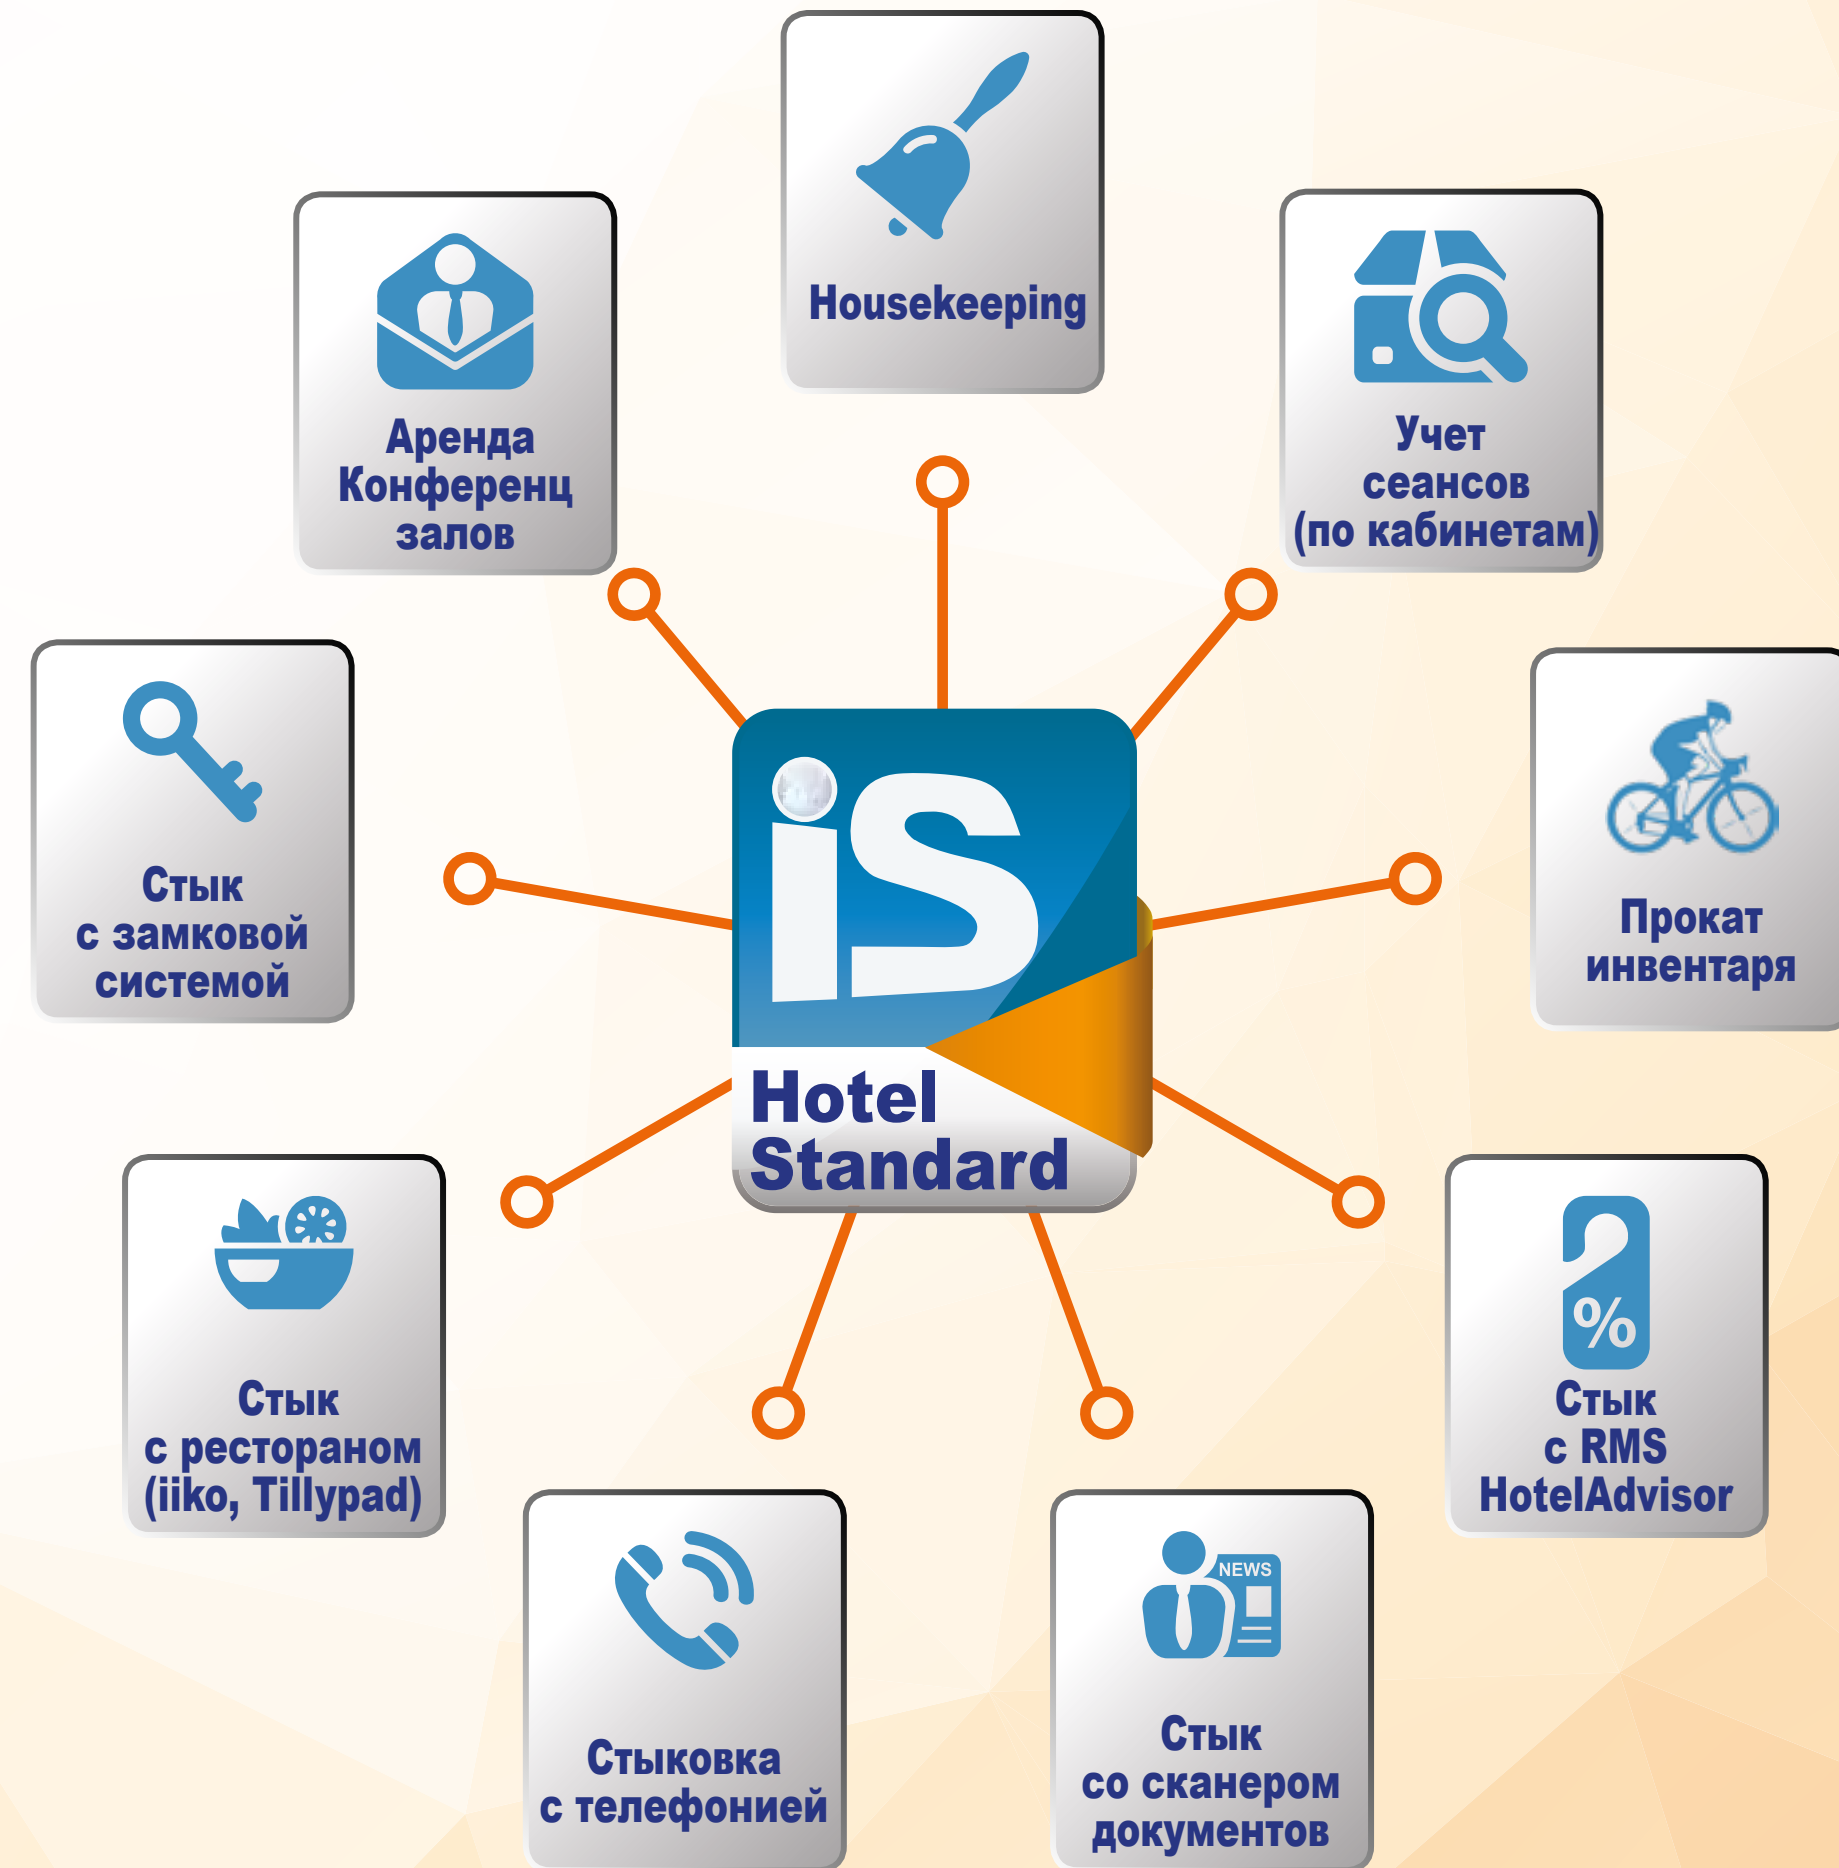 Housekeeping
Аренда
Конференц
залов
Учет
сеансов
(по кабинетам)
Стык
с замковой
системой
iS
Hotel
Standard
Прокат
инвентаря
Стык
с рестораном
(iiko, Tillypad)
%
Стык
с RMS
HotelAdvisor
Стыковка
с телефонией
NEWS
Стык
со сканером
документов